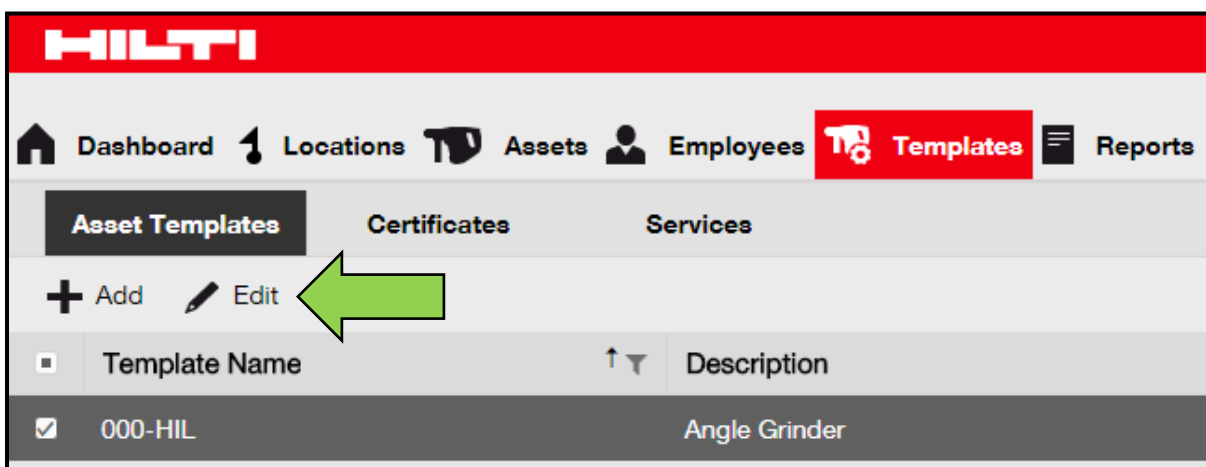 HILTI
Dashboard Locations Assets Employees Templates Reports
Asset Templates Certificates Services
Add Edit
Template Name Description
000-HIL Angle Grinder